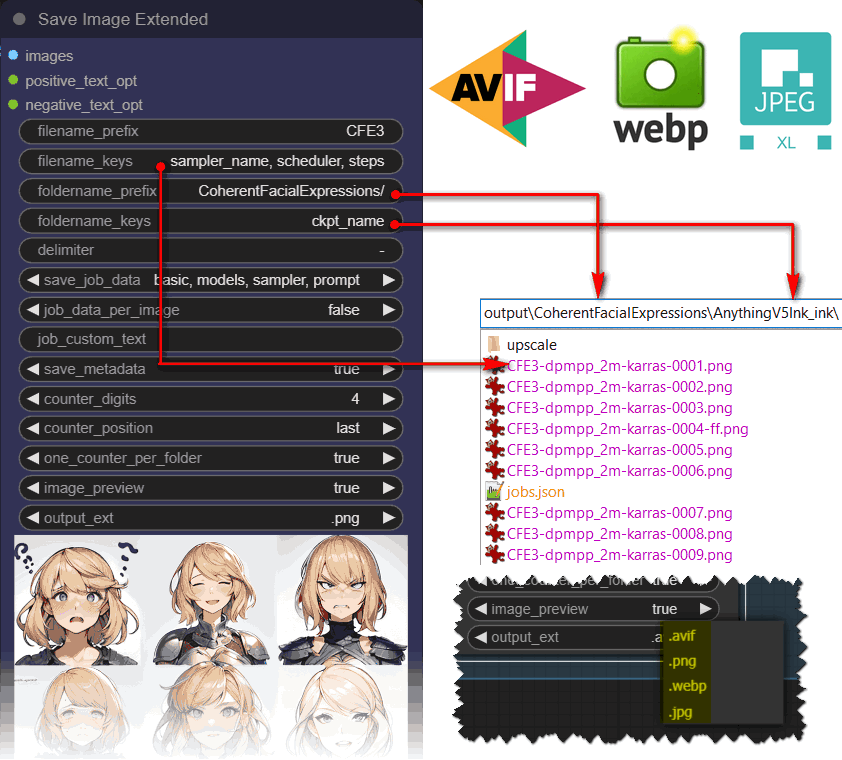 Save Image Extended
images
positive_text_opt
negative_text_opt
filename_prefix CFE3
filename_keys sampler_name, scheduler, steps
foldername_prefix CoherentFacialExpressions/
foldername_keys ckpt_name
delimiter -
save_job_data basic, models, sampler, prompt
job_data_per_image false
job_custom_text
save_metadata true
counter_digits 4
counter_position last
one_counter_per_folder true
image_preview true
output_ext .png
AVIF
webp
JPEG
XL
output\CoherentFacialExpressions\AnythingV5Ink_ink\
upscale
CFE3-dpmpp_2m-karras-0001.png
CFE3-dpmpp_2m-karras-0002.png
CFE3-dpmpp_2m-karras-0003.png
CFE3-dpmpp_2m-karras-0004-ff.png
CFE3-dpmpp_2m-karras-0005.png
CFE3-dpmpp_2m-karras-0006.png
jobs.json
CFE3-dpmpp_2m-karras-0007.png
CFE3-dpmpp_2m-karras-0008.png
CFE3-dpmpp_2m-karras-0009.png
one_counter_per_folder true
image_preview true
output_ext .a
.avif
.png
.webp
.jpg